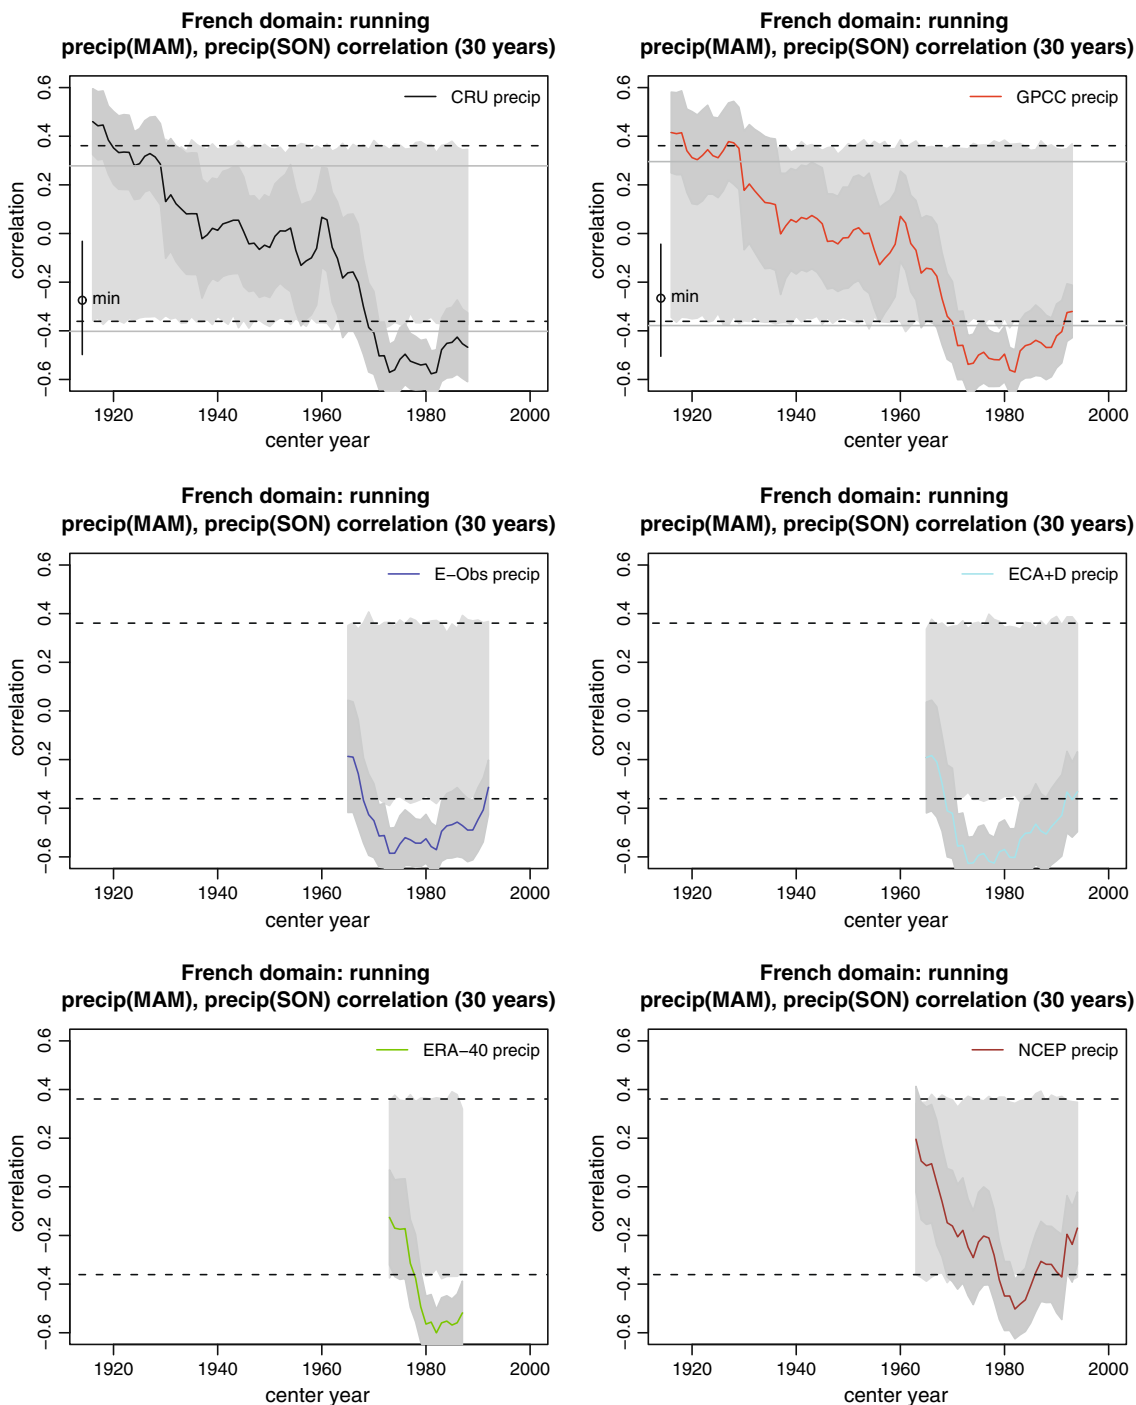 French domain: running
precip(MAM), precip(SON) correlation (30 years)
CRU precip
min
correlation
−0.6 −0.4 −0.2 0.0 0.2 0.4 0.6
1920 1940 1960 1980 2000
center year
French domain: running
precip(MAM), precip(SON) correlation (30 years)
GPCC precip
min
correlation
−0.6 −0.4 −0.2 0.0 0.2 0.4 0.6
1920 1940 1960 1980 2000
center year
French domain: running
precip(MAM), precip(SON) correlation (30 years)
E−Obs precip
correlation
−0.6 −0.4 −0.2 0.0 0.2 0.4 0.6
1920 1940 1960 1980 2000
center year
French domain: running
precip(MAM), precip(SON) correlation (30 years)
ECA+D precip
correlation
−0.6 −0.4 −0.2 0.0 0.2 0.4 0.6
1920 1940 1960 1980 2000
center year
French domain: running
precip(MAM), precip(SON) correlation (30 years)
ERA−40 precip
correlation
−0.6 −0.4 −0.2 0.0 0.2 0.4 0.6
1920 1940 1960 1980 2000
center year
French domain: running
precip(MAM), precip(SON) correlation (30 years)
NCEP precip
correlation
−0.6 −0.4 −0.2 0.0 0.2 0.4 0.6
1920 1940 1960 1980 2000
center year